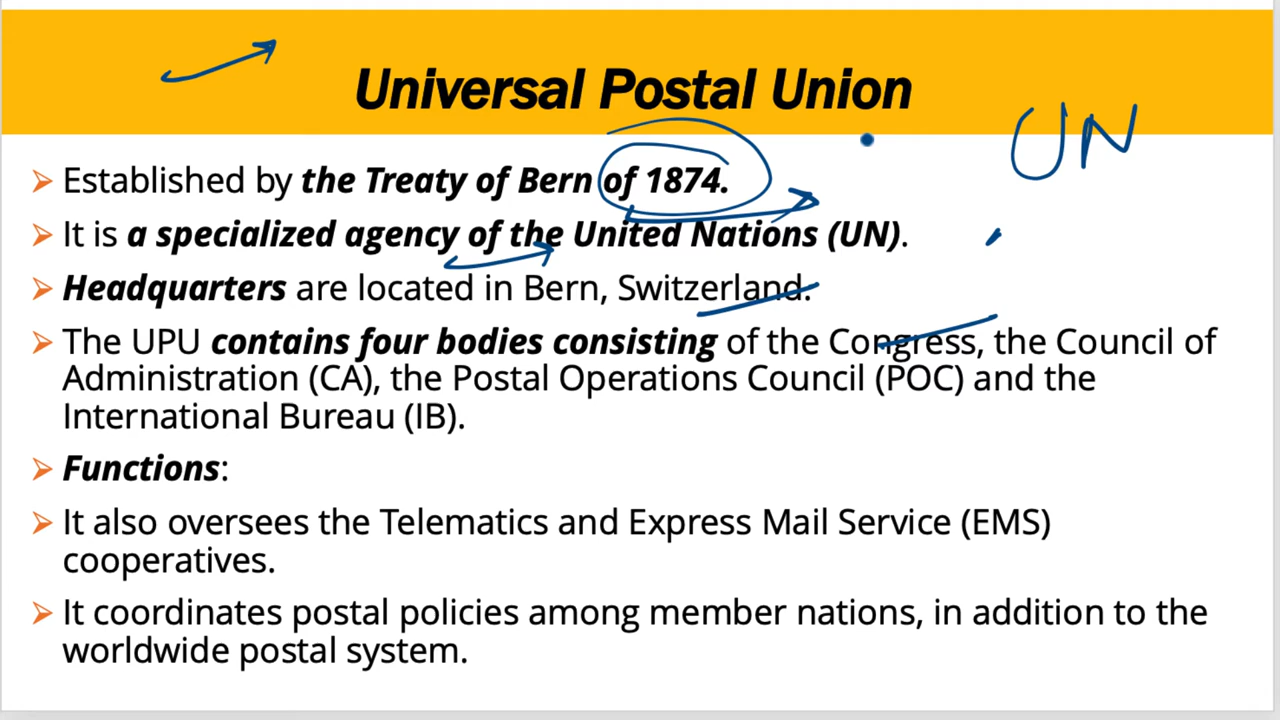 Universal Postal Union
UN
➢ Established by the Treaty of Bern of 1874.
➢ It is a specialized agency of the United Nations (UN).
➢ Headquarters are located in Bern, Switzerland.
➢ The UPU contains four bodies consisting of the Congress, the Council of
Administration (CA), the Postal Operations Council (POC) and the
International Bureau (IB).
➢ Functions:
➢ It also oversees the Telematics and Express Mail Service (EMS)
cooperatives.
➢ It coordinates postal policies among member nations, in addition to the
worldwide postal system.